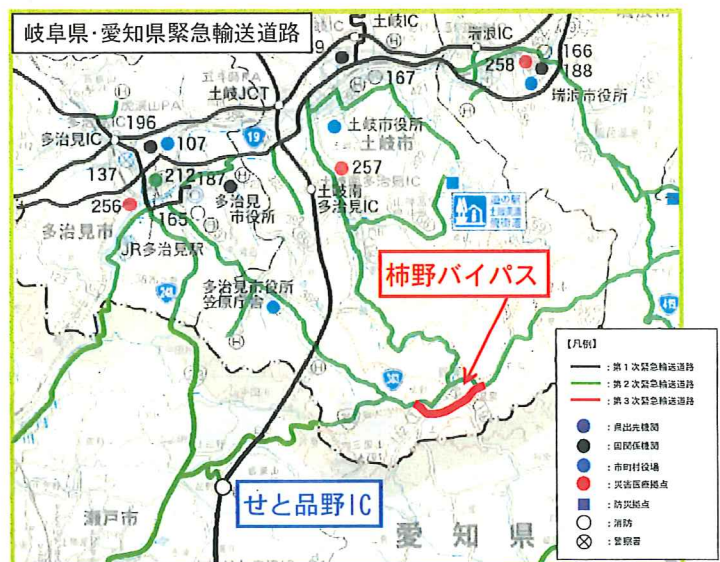 岐阜県・愛知県緊急輸送道路
土岐IC
瑞浪IC
166
258
188
167
瑞浪市役所
土岐JCT
196
多治見IC
107
19
土岐市役所
土岐市
137
212
187
257
多治見市役所
土岐南多治見IC
256
165
多治見市
JR多治見駅
道の駅
柿野バイパス
多治見市役所
笠原庁舎
363
419
【凡例】
:第1次緊急輸送道路
:第2次緊急輸送道路
:第3次緊急輸送道路
:県出先機関
:国関係機関
:市町村役場
:災害医療拠点
:防災拠点
:消防
:警察署
せと品野IC
瀬戸市
愛知県